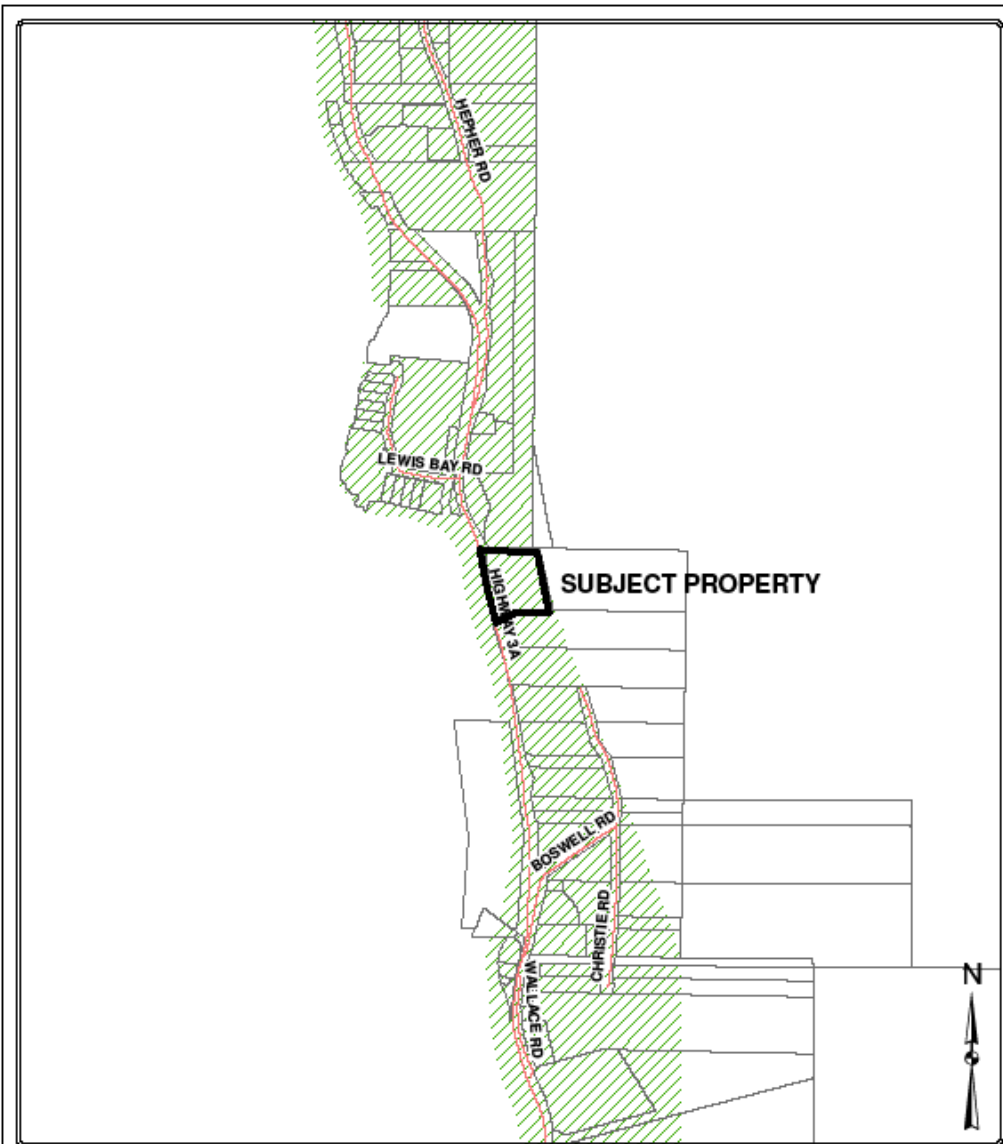 HEPHER RD
LEWIS BAY RD
SUBJECT PROPERTY
HIGHWAY 3A
BOSWELL RD
CHRISTIE RD
WALLACE RD
N